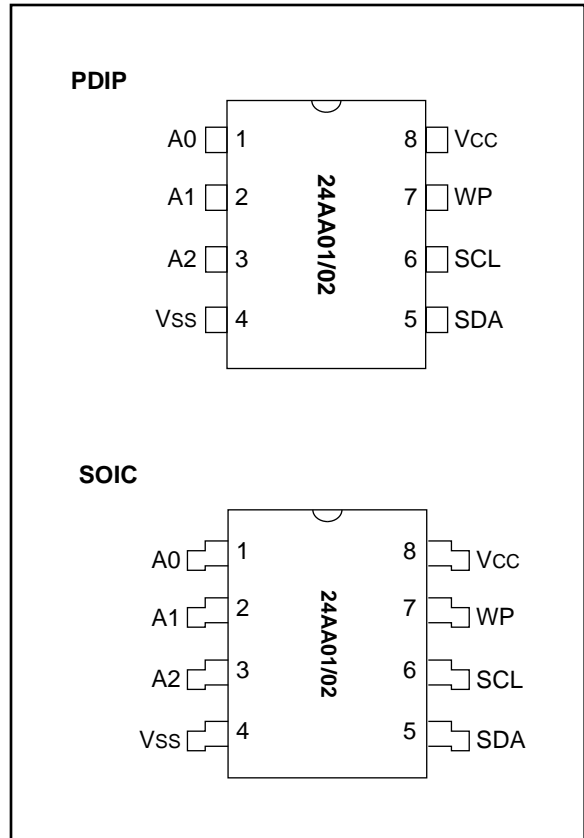 PDIP
A0 1 8 VCC
A1 2 7 WP
A2 3 6 SCL
VSS 4 5 SDA
24AA01/02
SOIC
A0 1 8 VCC
A1 2 7 WP
A2 3 6 SCL
VSS 4 5 SDA
24AA01/02